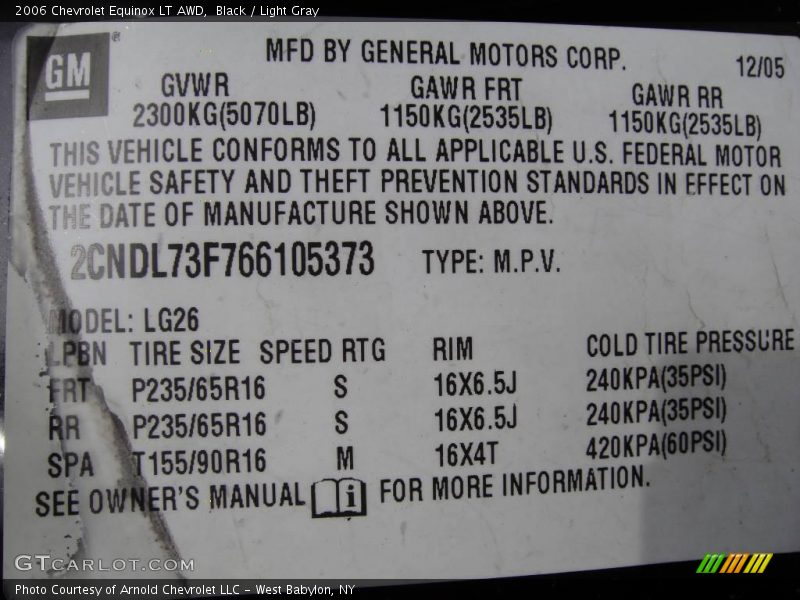 2006 Chevrolet Equinox LT AWD, Black / Light Gray
GM®
MFD BY GENERAL MOTORS CORP. 12/05
GVWR GAWR FRT GAWR RR
2300KG(5070LB) 1150KG(2535LB) 1150KG(2535LB)
THIS VEHICLE CONFORMS TO ALL APPLICABLE U.S. FEDERAL MOTOR
VEHICLE SAFETY AND THEFT PREVENTION STANDARDS IN EFFECT ON
THE DATE OF MANUFACTURE SHOWN ABOVE.
2CNDL73F766105373 TYPE: M.P.V.
MODEL: LG26
LPBN TIRE SIZE SPEED RTG RIM COLD TIRE PRESSURE
FRT P235/65R16 S 16X6.5J 240KPA(35PSI)
RR P235/65R16 S 16X6.5J 240KPA(35PSI)
SPA T155/90R16 M 16X4T 420KPA(60PSI)
SEE OWNER'S MANUAL i FOR MORE INFORMATION.
GTCARLOT.COM
Photo Courtesy of Arnold Chevrolet LLC - West Babylon, NY